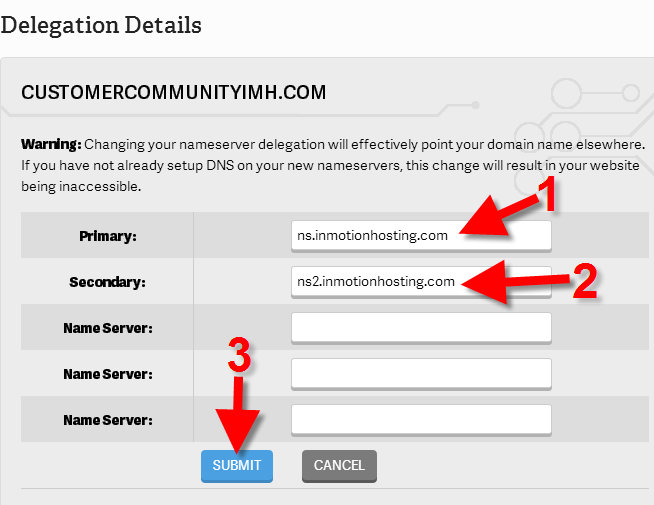 Delegation Details
CUSTOMERCOMMUNITYIMH.COM
Warning: Changing your nameserver delegation will effectively point your domain name elsewhere.
If you have not already setup DNS on your new nameservers, this change will result in your website
being inaccessible.
1
Primary: ns.inmotionhosting.com
Secondary: ns2.inmotionhosting.com 2
Name Server:
3
Name Server:
Name Server:
SUBMIT CANCEL